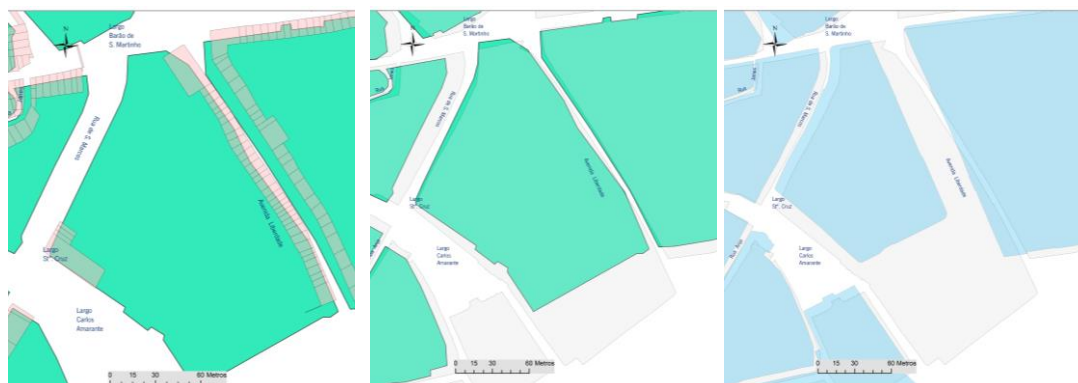 N
Largo
Barão de
S. Martinho
Rua de S. Marcos
Avenida Liberdade
Largo
Stª. Cruz
Largo
Carlos
Amarante
0 15 30 60 Metros
N
Largo
Barão de
S. Martinho
Rua de S. Marcos
Avenida Liberdade
Largo
Stª. Cruz
Largo
Carlos
Amarante
0 15 30 60 Metros
N
Largo
Barão de
S. Martinho
Rua de S. Marcos
Avenida Liberdade
Largo
Stª. Cruz
Largo
Carlos
Amarante
0 15 30 60 Metros